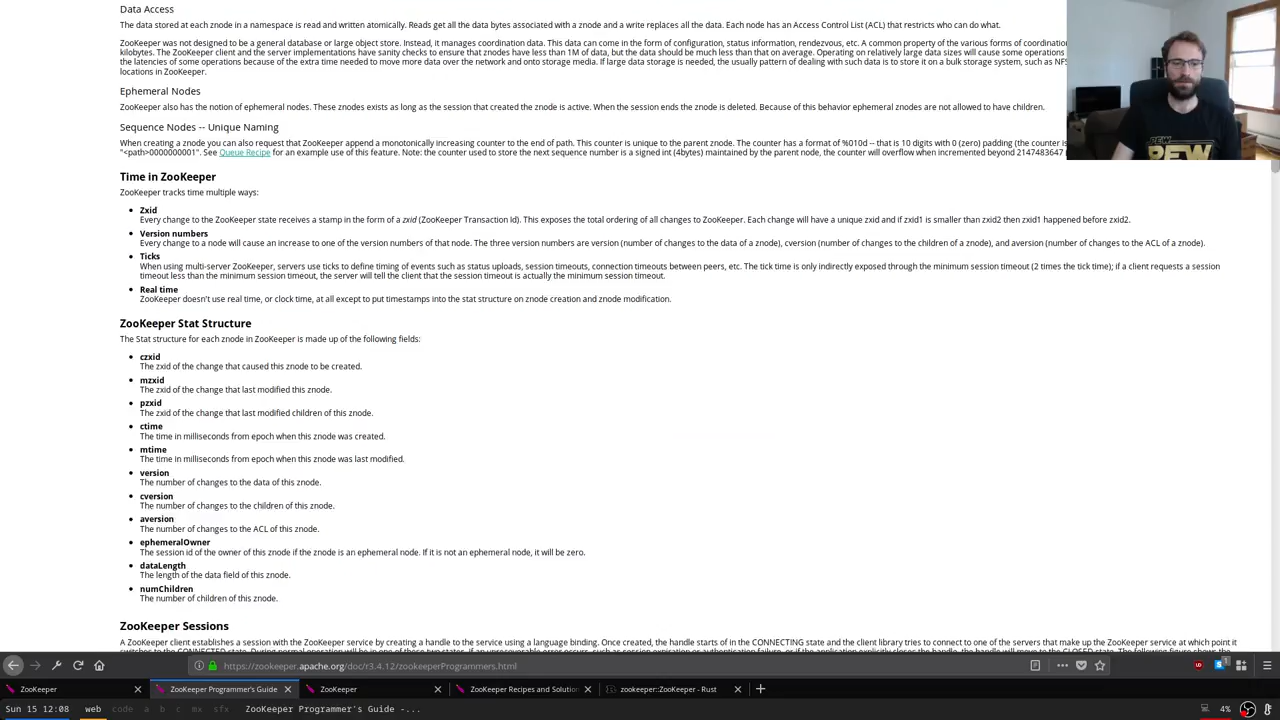 Data Access
The data stored at each znode in a namespace is read and written atomically. Reads get all the data bytes associated with a znode and a write replaces all the data. Each node has an Access Control List (ACL) that restricts who can do what.
ZooKeeper was not designed to be a general database or large object store. Instead, it manages coordination data. This data can come in the form of configuration, status information, rendezvous, etc. A common property of the various forms of coordination
kilobytes. The ZooKeeper client and the server implementations have sanity checks to ensure that znodes have less than 1M of data, but the data should be much less than that on average. Operating on relatively large data sizes will cause some operations
the latencies of some operations because of the extra time needed to move more data over the network and onto storage media. If large data storage is needed, the usually pattern of dealing with such data is to store it on a bulk storage system, such as NFS
locations in ZooKeeper.
Ephemeral Nodes
ZooKeeper also has the notion of ephemeral nodes. These znodes exists as long as the session that created the znode is active. When the session ends the znode is deleted. Because of this behavior ephemeral znodes are not allowed to have children.
Sequence Nodes -- Unique Naming
When creating a znode you can also request that ZooKeeper append a monotonically increasing counter to the end of path. This counter is unique to the parent znode. The counter has a format of %010d -- that is 10 digits with 0 (zero) padding (the counter is
"<path>0000000001". See Queue Recipe for an example use of this feature. Note: the counter used to store the next sequence number is a signed int (4bytes) maintained by the parent node, the counter will overflow when incremented beyond 2147483647
Time in ZooKeeper
ZooKeeper tracks time multiple ways:
• Zxid
Every change to the ZooKeeper state receives a stamp in the form of a zxid (ZooKeeper Transaction Id). This exposes the total ordering of all changes to ZooKeeper. Each change will have a unique zxid and if zxid1 is smaller than zxid2 then zxid1 happened before zxid2.
• Version numbers
Every change to a node will cause an increase to one of the version numbers of that node. The three version numbers are version (number of changes to the data of a znode), cversion (number of changes to the children of a znode), and aversion (number of changes to the ACL of a znode).
• Ticks
When using multi-server ZooKeeper, servers use ticks to define timing of events such as status uploads, session timeouts, connection timeouts between peers, etc. The tick time is only indirectly exposed through the minimum session timeout (2 times the tick time); if a client requests a session
timeout less than the minimum session timeout, the server will tell the client that the session timeout is actually the minimum session timeout.
• Real time
ZooKeeper doesn't use real time, or clock time, at all except to put timestamps into the stat structure on znode creation and znode modification.
ZooKeeper Stat Structure
The Stat structure for each znode in ZooKeeper is made up of the following fields:
• czxid
The zxid of the change that caused this znode to be created.
• mzxid
The zxid of the change that last modified this znode.
• pzxid
The zxid of the change that last modified children of this znode.
• ctime
The time in milliseconds from epoch when this znode was created.
• mtime
The time in milliseconds from epoch when this znode was last modified.
• version
The number of changes to the data of this znode.
• cversion
The number of changes to the children of this znode.
• aversion
The number of changes to the ACL of this znode.
• ephemeralOwner
The session id of the owner of this znode if the znode is an ephemeral node. If it is not an ephemeral node, it will be zero.
• dataLength
The length of the data field of this znode.
• numChildren
The number of children of this znode.
ZooKeeper Sessions
A ZooKeeper client establishes a session with the ZooKeeper service by creating a handle to the service using a language binding. Once created, the handle starts of in the CONNECTING state and the client library tries to connect to one of the servers that make up the ZooKeeper service at which point it
https://zookeeper.apache.org/doc/r3.4.12/zookeeperProgrammers.html
ZooKeeper
ZooKeeper Programmer's Guide
ZooKeeper
ZooKeeper Recipes and Solution
zookeeper::ZooKeeper - Rust
Sun 15 12:08 web code a b c mx sfx ZooKeeper Programmer's Guide -... 4%